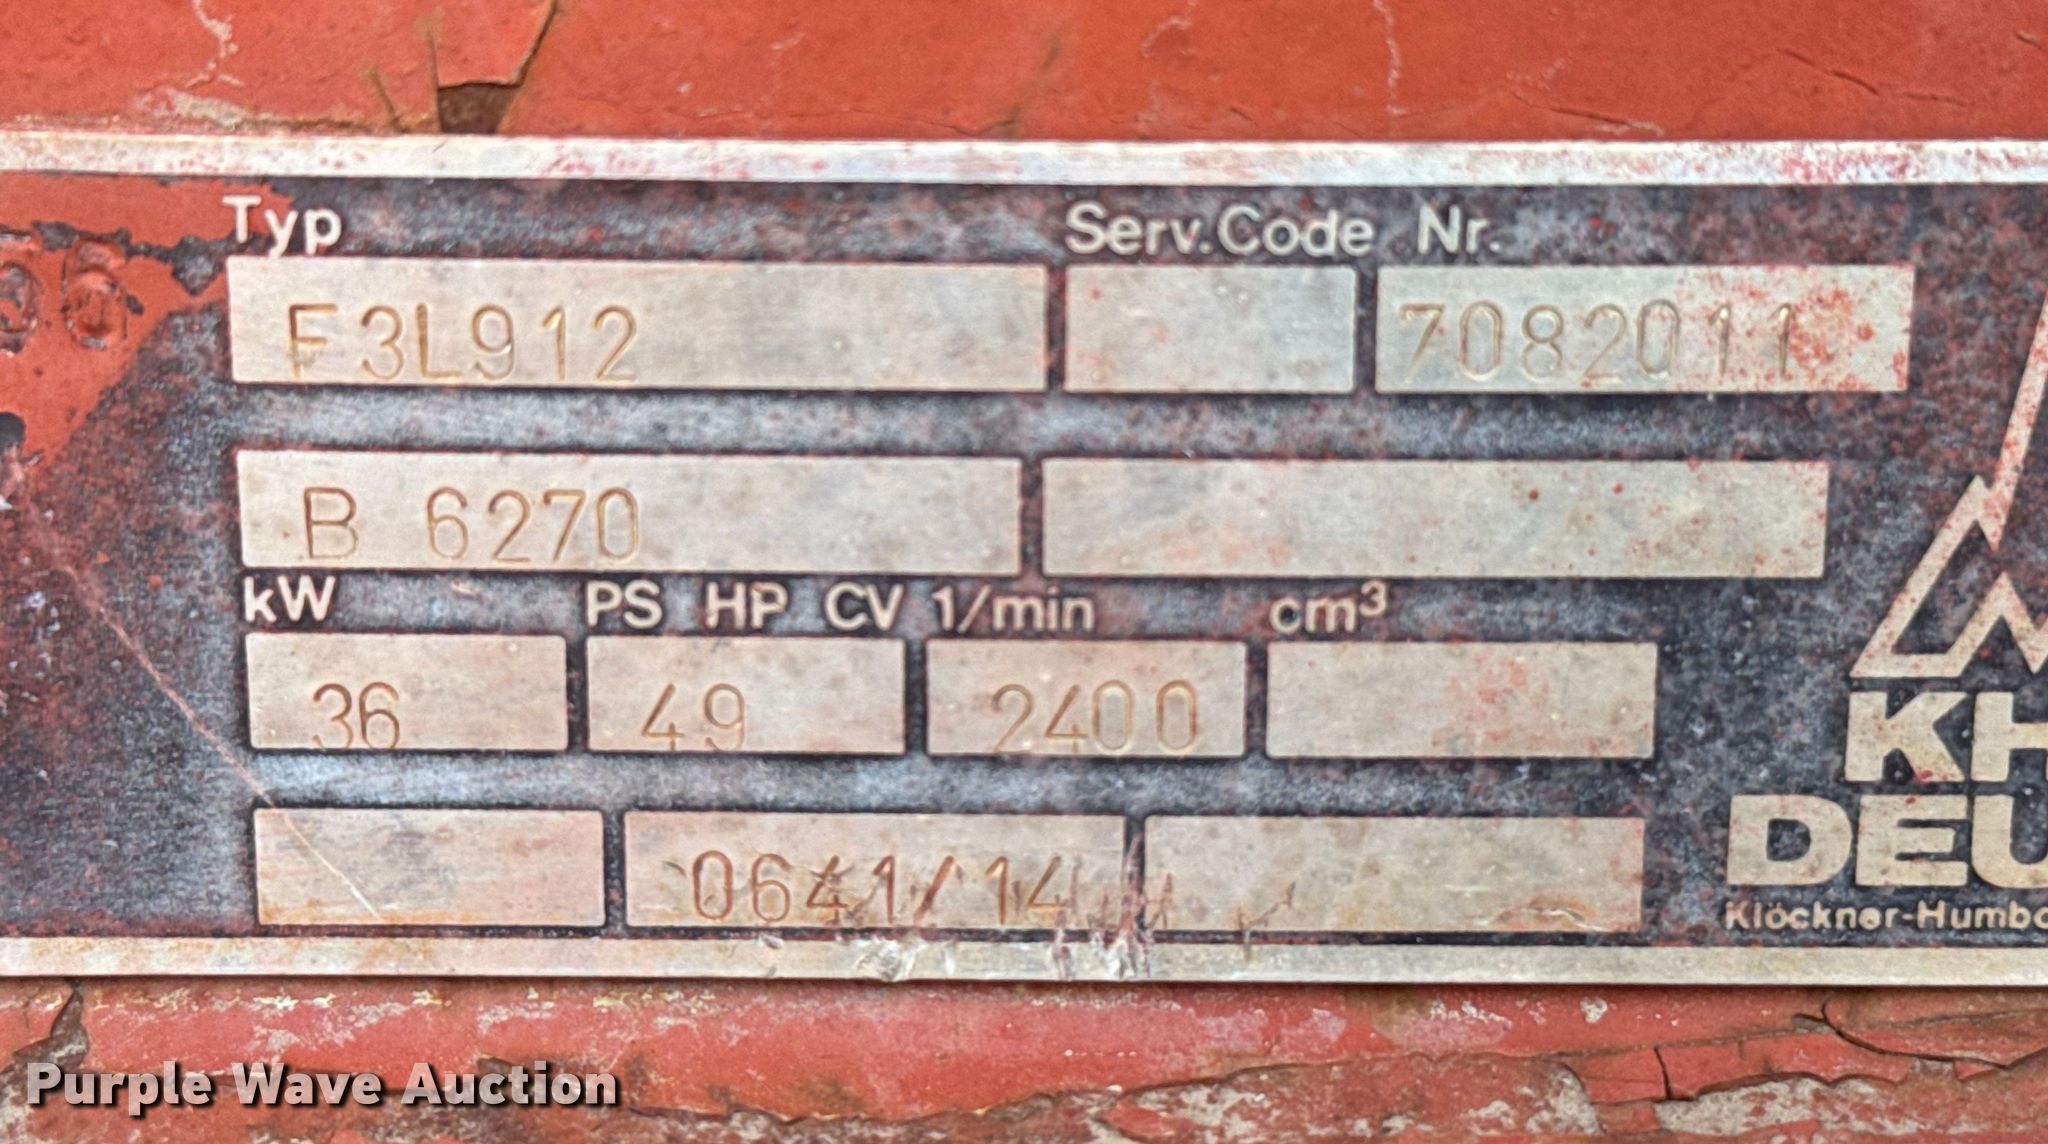 Typ Serv.Code Nr.
F3L912 7082011
B 6270
kW PS HP CV 1/min cm³
36 49 2400
0641/14
KH
DEU
Klöckner-Humbo
Purple Wave Auction